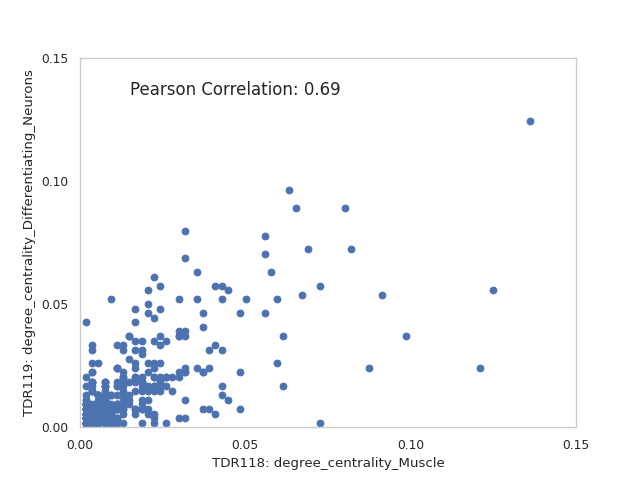 0.15
Pearson Correlation: 0.69
0.10
0.05
0.00
TDR119: degree_centrality_Differentiating_Neurons
0.00 0.05 0.10 0.15
TDR118: degree_centrality_Muscle